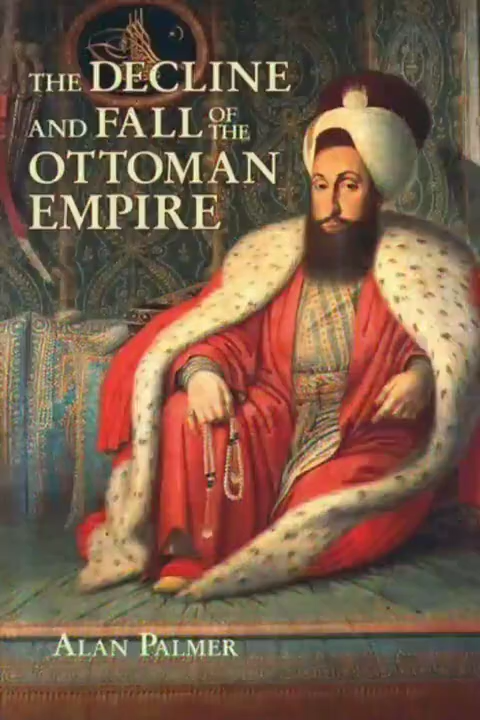 THE DECLINE
AND FALL OF THE
OTTOMAN
EMPIRE
ALAN PALMER